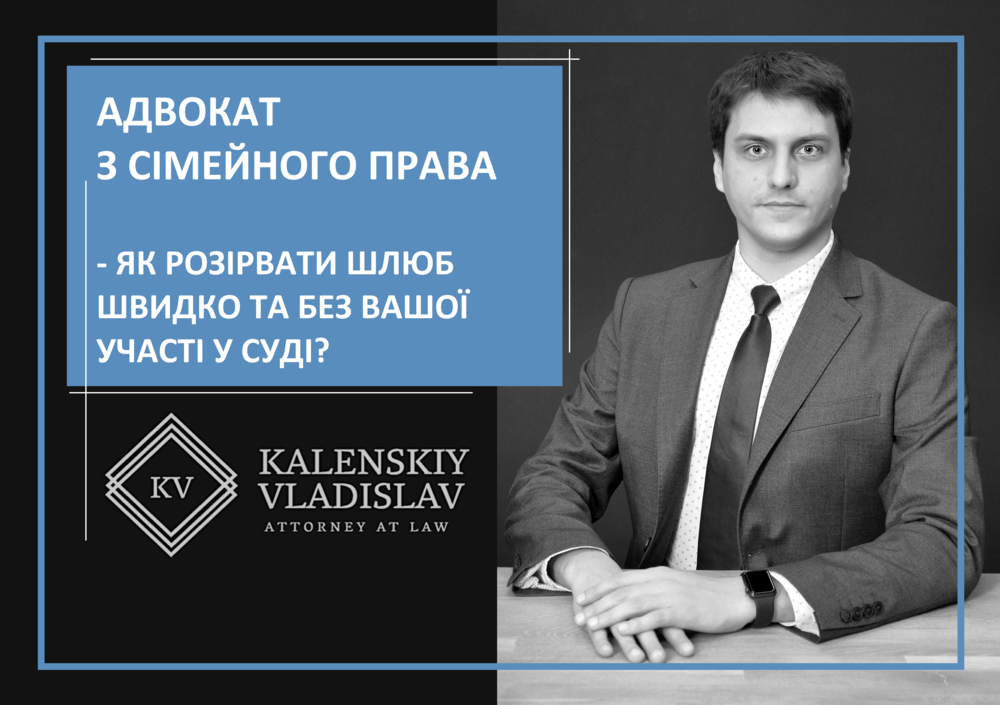 АДВОКАТ
З СІМЕЙНОГО ПРАВА
- ЯК РОЗІРВАТИ ШЛЮБ
ШВИДКО ТА БЕЗ ВАШОЇ
УЧАСТІ У СУДІ?
KV
KALENSKIY
VLADISLAV
ATTORNEY AT LAW